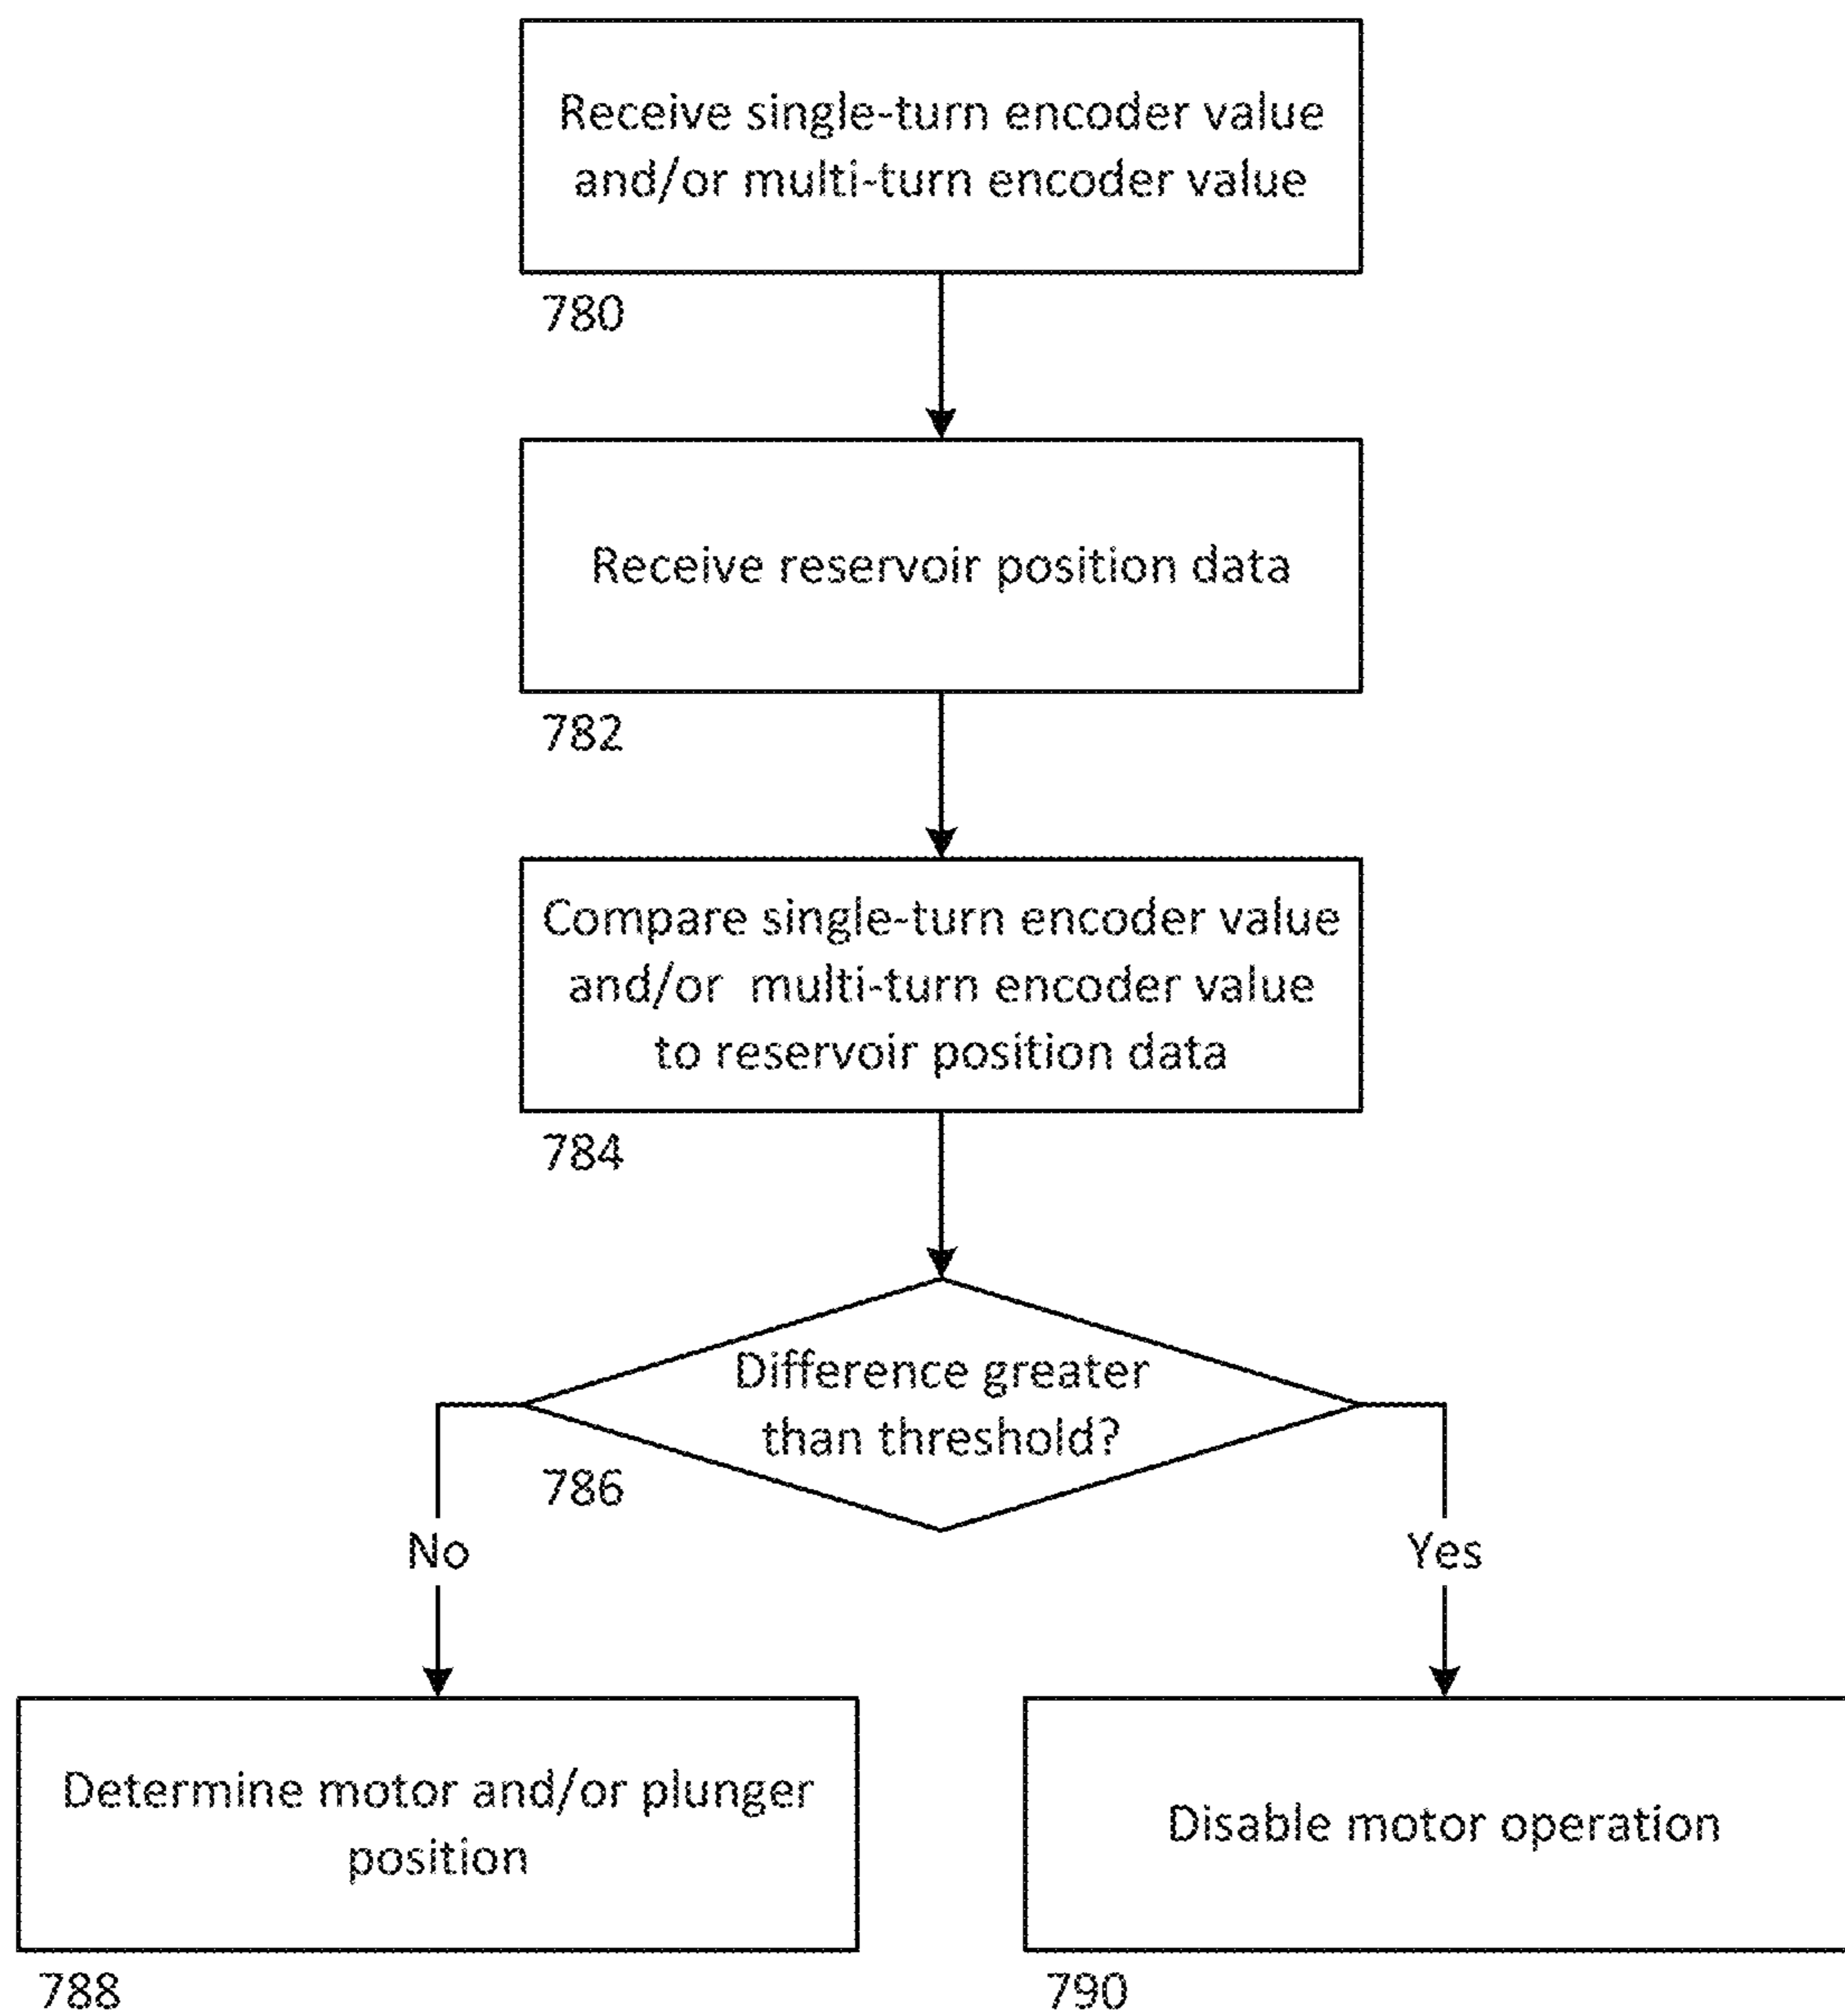 Receive single-turn encoder value
and/or multi-turn encoder value
780
Receive reservoir position data
782
Compare single-turn encoder value
and/or multi-turn encoder value
to reservoir position data
784
Difference greater
than threshold?
786
No
Yes
Determine motor and/or plunger
position
788
Disable motor operation
790